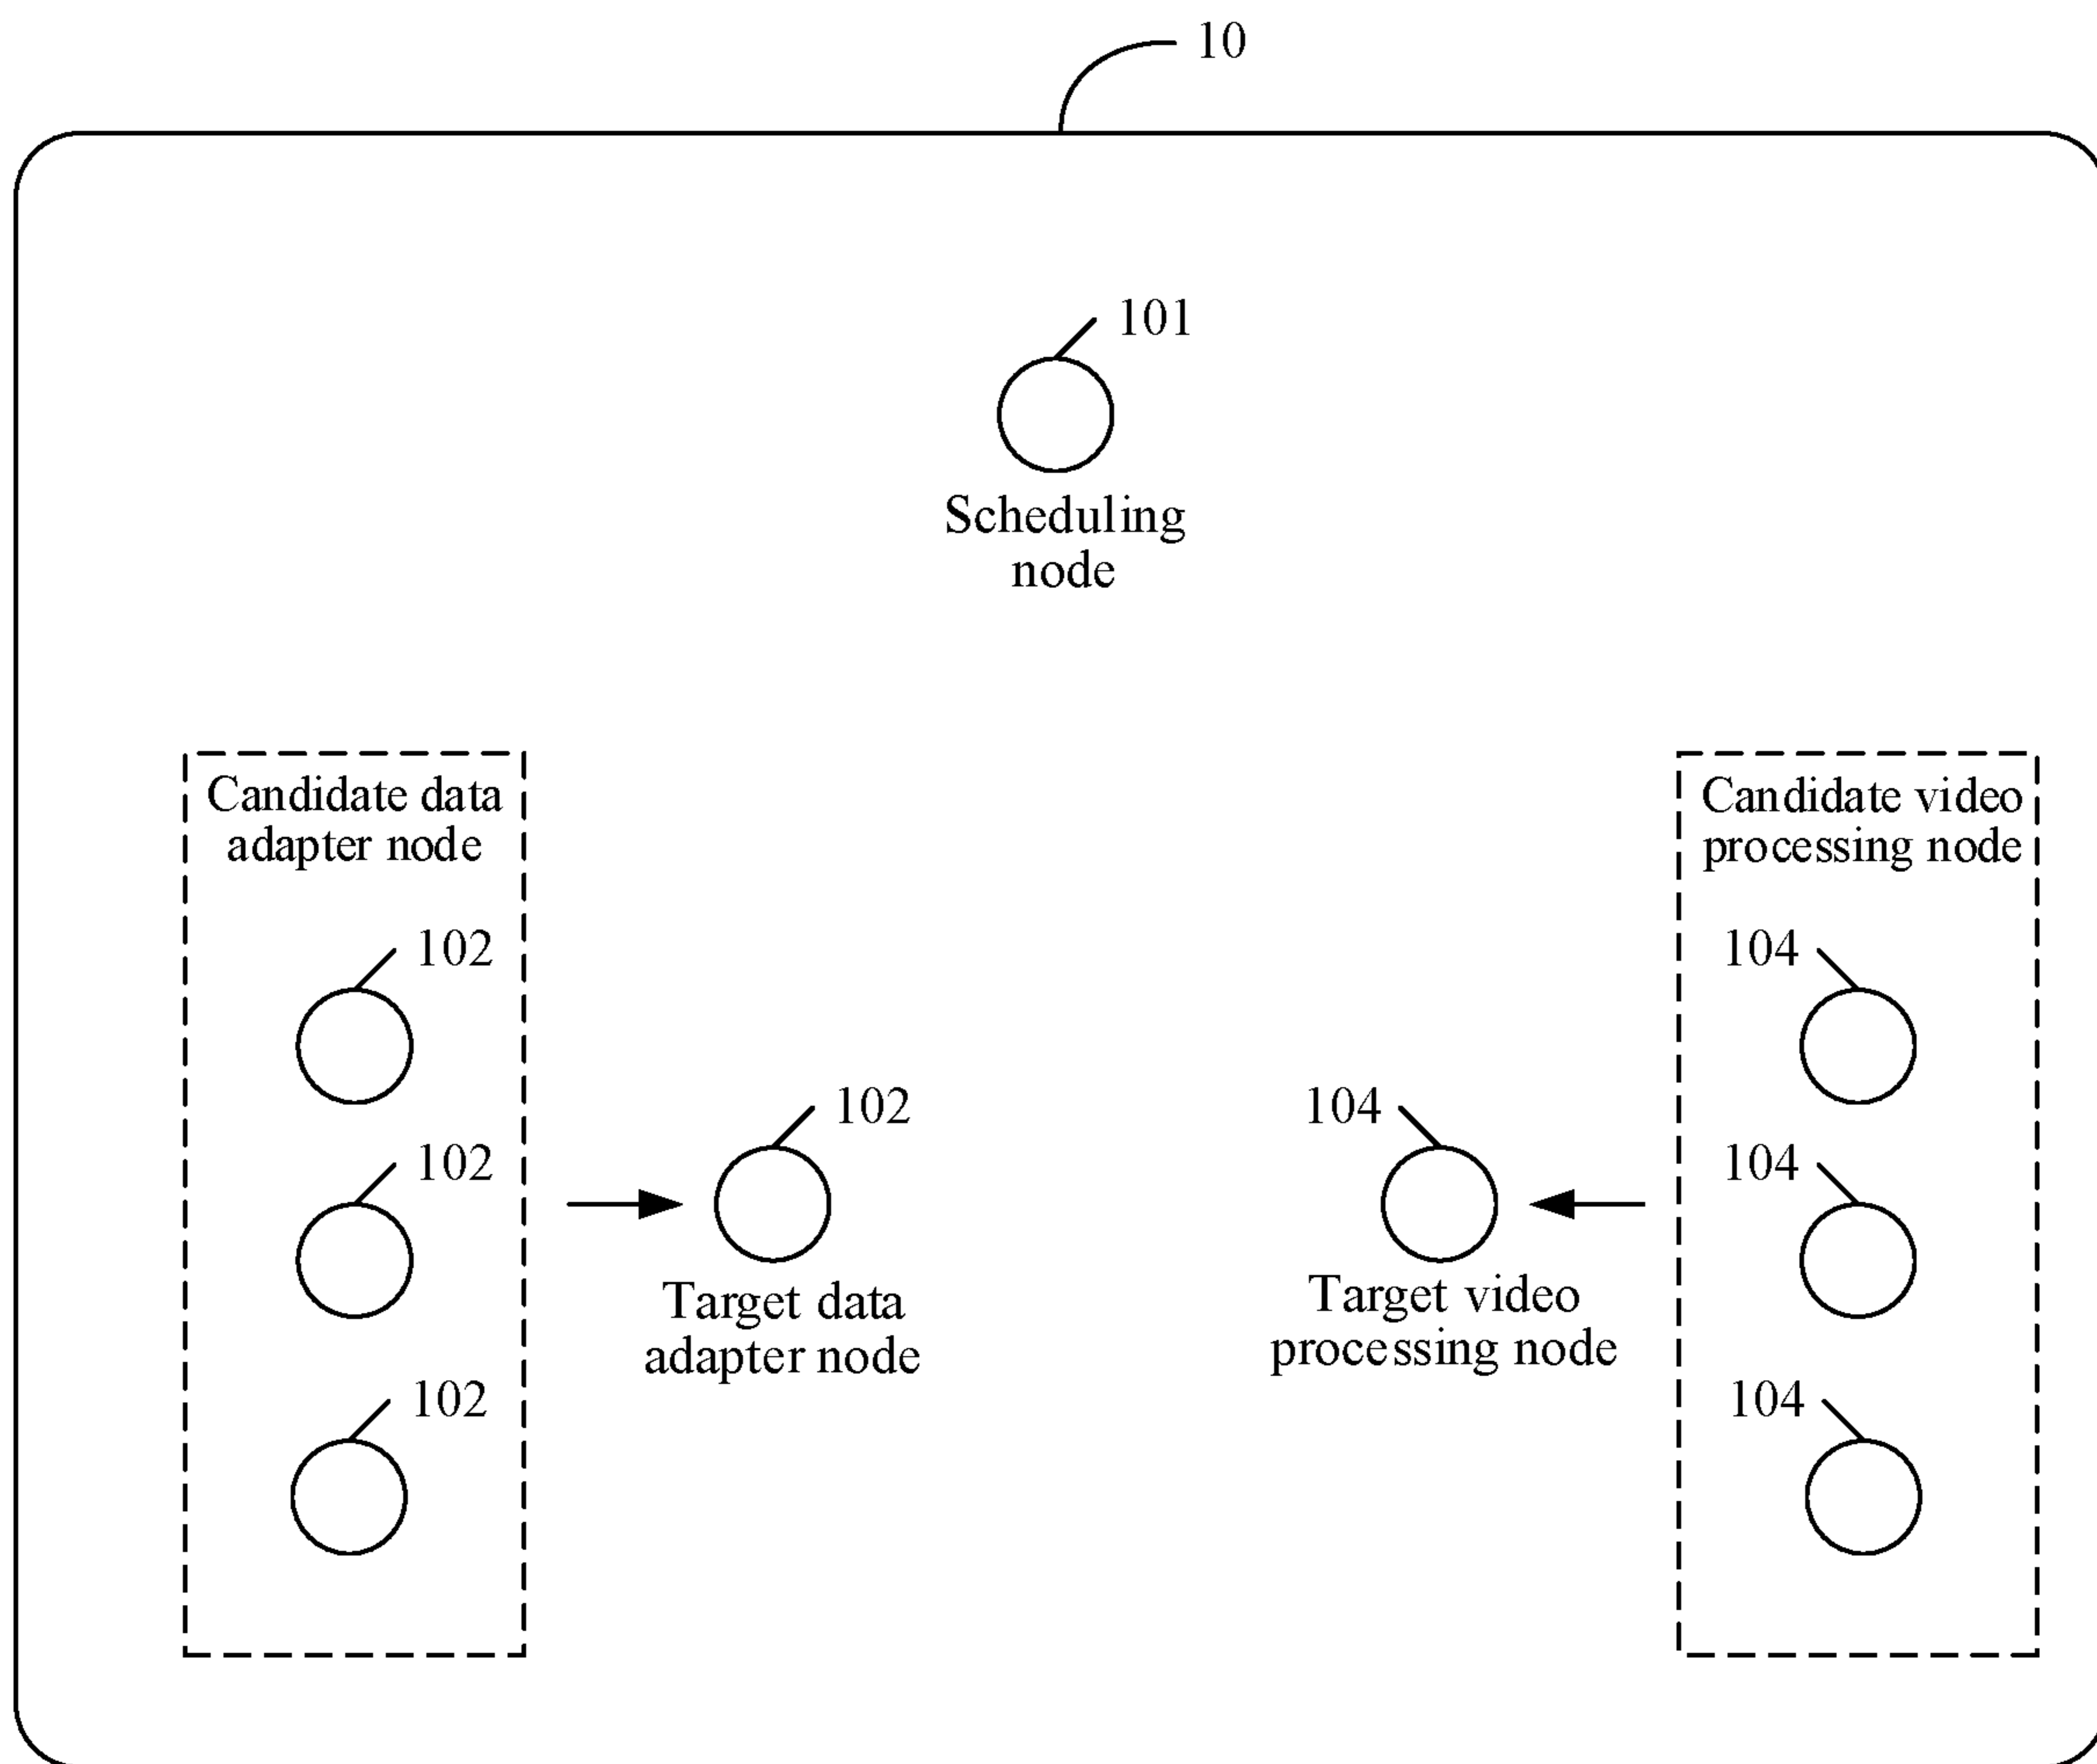 10
101
Scheduling
node
Candidate data
adapter node
102
102
102
102
Target data
adapter node
104
Target video
processing node
Candidate video
processing node
104
104
104